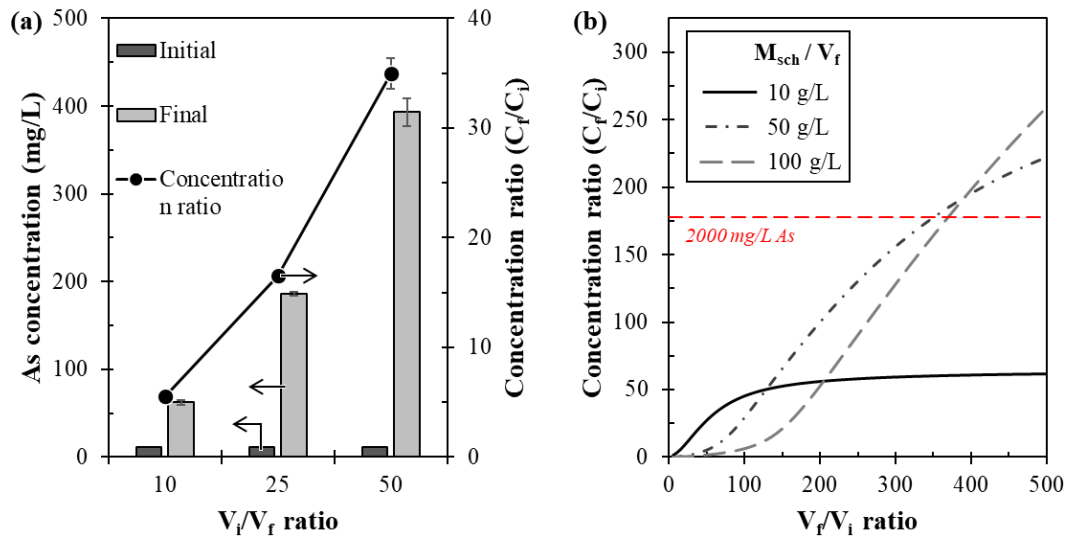 (a)
500
400
300
200
100
0
As concentration (mg/L)
Initial
Final
Concentratio
n ratio
40
30
20
10
0
Concentration ratio (Cf/Ci)
10 25 50
Vi/Vf ratio
(b)
300
250
200
150
100
50
0
Concentration ratio (Cf/Ci)
Msch / Vf
10 g/L
50 g/L
100 g/L
2000 mg/L As
0 100 200 300 400 500
Vf/Vi ratio